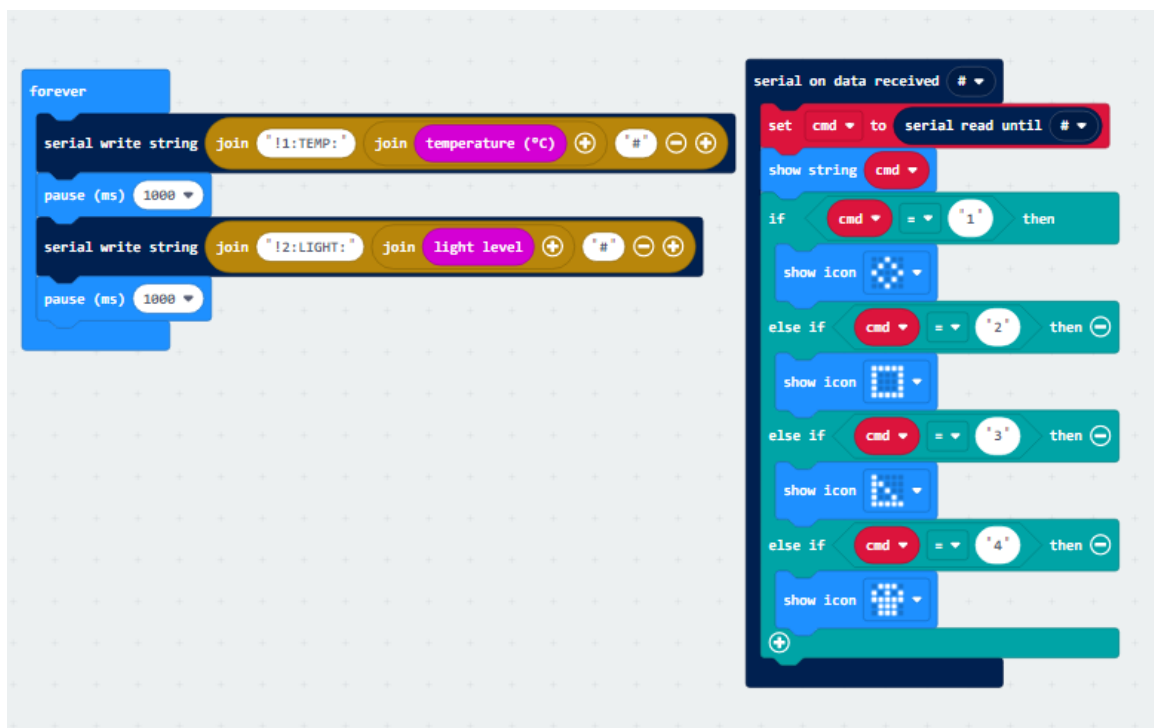 forever
serial write string join "!1:TEMP:" join temperature (°C) "#"
pause (ms) 1000
serial write string join "!2:LIGHT:" join light level "#"
pause (ms) 1000
serial on data received #
set cmd to serial read until #
show string cmd
if cmd = "1" then
show icon
else if cmd = "2" then
show icon
else if cmd = "3" then
show icon
else if cmd = "4" then
show icon